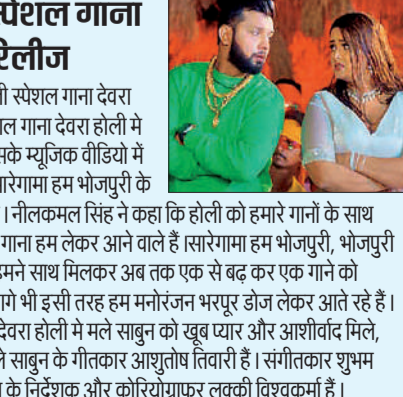 स्पेशल गाना
रिलीज
स्पेशल गाना देवरा
गाना देवरा होली मे
म्यूजिक वीडियो में
सारेगामा हम भोजपुरी के
। नीलकमल सिंह ने कहा कि होली को हमारे गानों के साथ
गाना हम लेकर आने वाले हैं ।सारेगामा हम भोजपुरी, भोजपुरी
हमने साथ मिलकर अब तक एक से बढ़ कर एक गाने को
भी इसी तरह हम मनोरंजन भरपूर डोज लेकर आते रहे हैं ।
देवरा होली मे मले साबुन को खूब प्यार और आशीर्वाद मिले,
साबुन के गीतकार आशुतोष तिवारी हैं । संगीतकार शुभम
के निर्देशक और कोरियोग्राफर लक्की विश्वकर्मा हैं ।